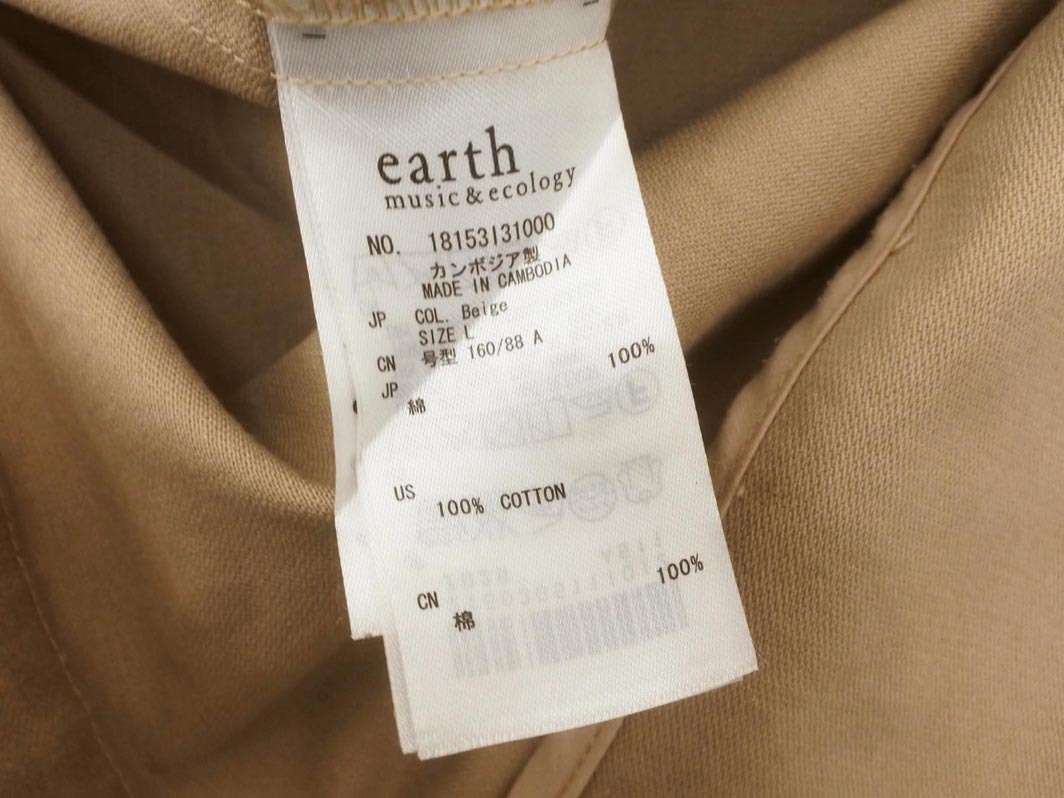 earth
music & ecology
NO. 18153131000
カンボジア製
MADE IN CAMBODIA
JP COL. Beige
SIZE L
CN 号型 160/88 A
JP 綿 100%
US 100% COTTON
CN 棉 100%